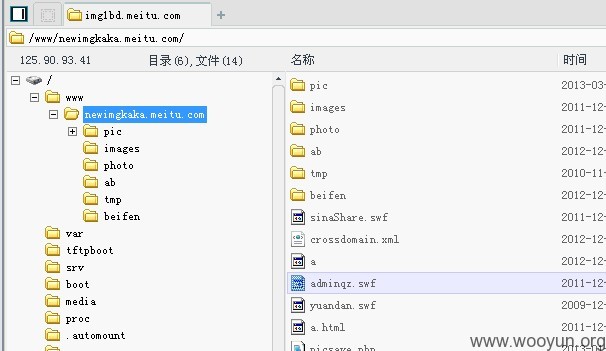 img1bd.meitu.com
/www/newimgkaka.meitu.com/
125.90.93.41 目录(6),文件(14) 名称 时间
/
www
newimgkaka.meitu.com
pic
images
photo
ab
tmp
beifen
var
tftpboot
srv
boot
media
proc
.automount
pic 2013-03-
images 2011-12-
photo 2011-12-
ab 2012-12-
tmp 2010-11-
beifen 2012-12-
sinaShare.swf 2011-12-
crossdomain.xml 2012-12-
a 2012-12-
adminqz.swf 2011-12-
yuandan.swf 2009-12-
a.html 2011-12-
picsave.php
www.wooyun.org